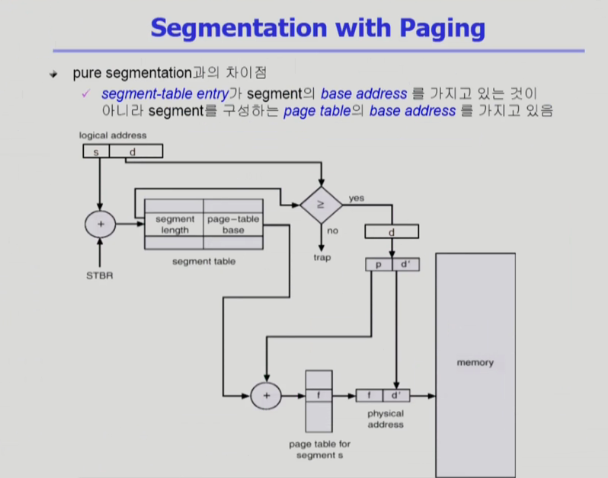 Segmentation with Paging
pure segmentation과의 차이점
segment-table entry가 segment의 base address 를 가지고 있는 것이
아니라 segment를 구성하는 page table의 base address 를 가지고 있음
logical address
s d
≥
yes
no
trap
+
segment length
page-table base
segment table
STBR
d
p d'
memory
+
f
f d'
physical
address
page table for
segment s